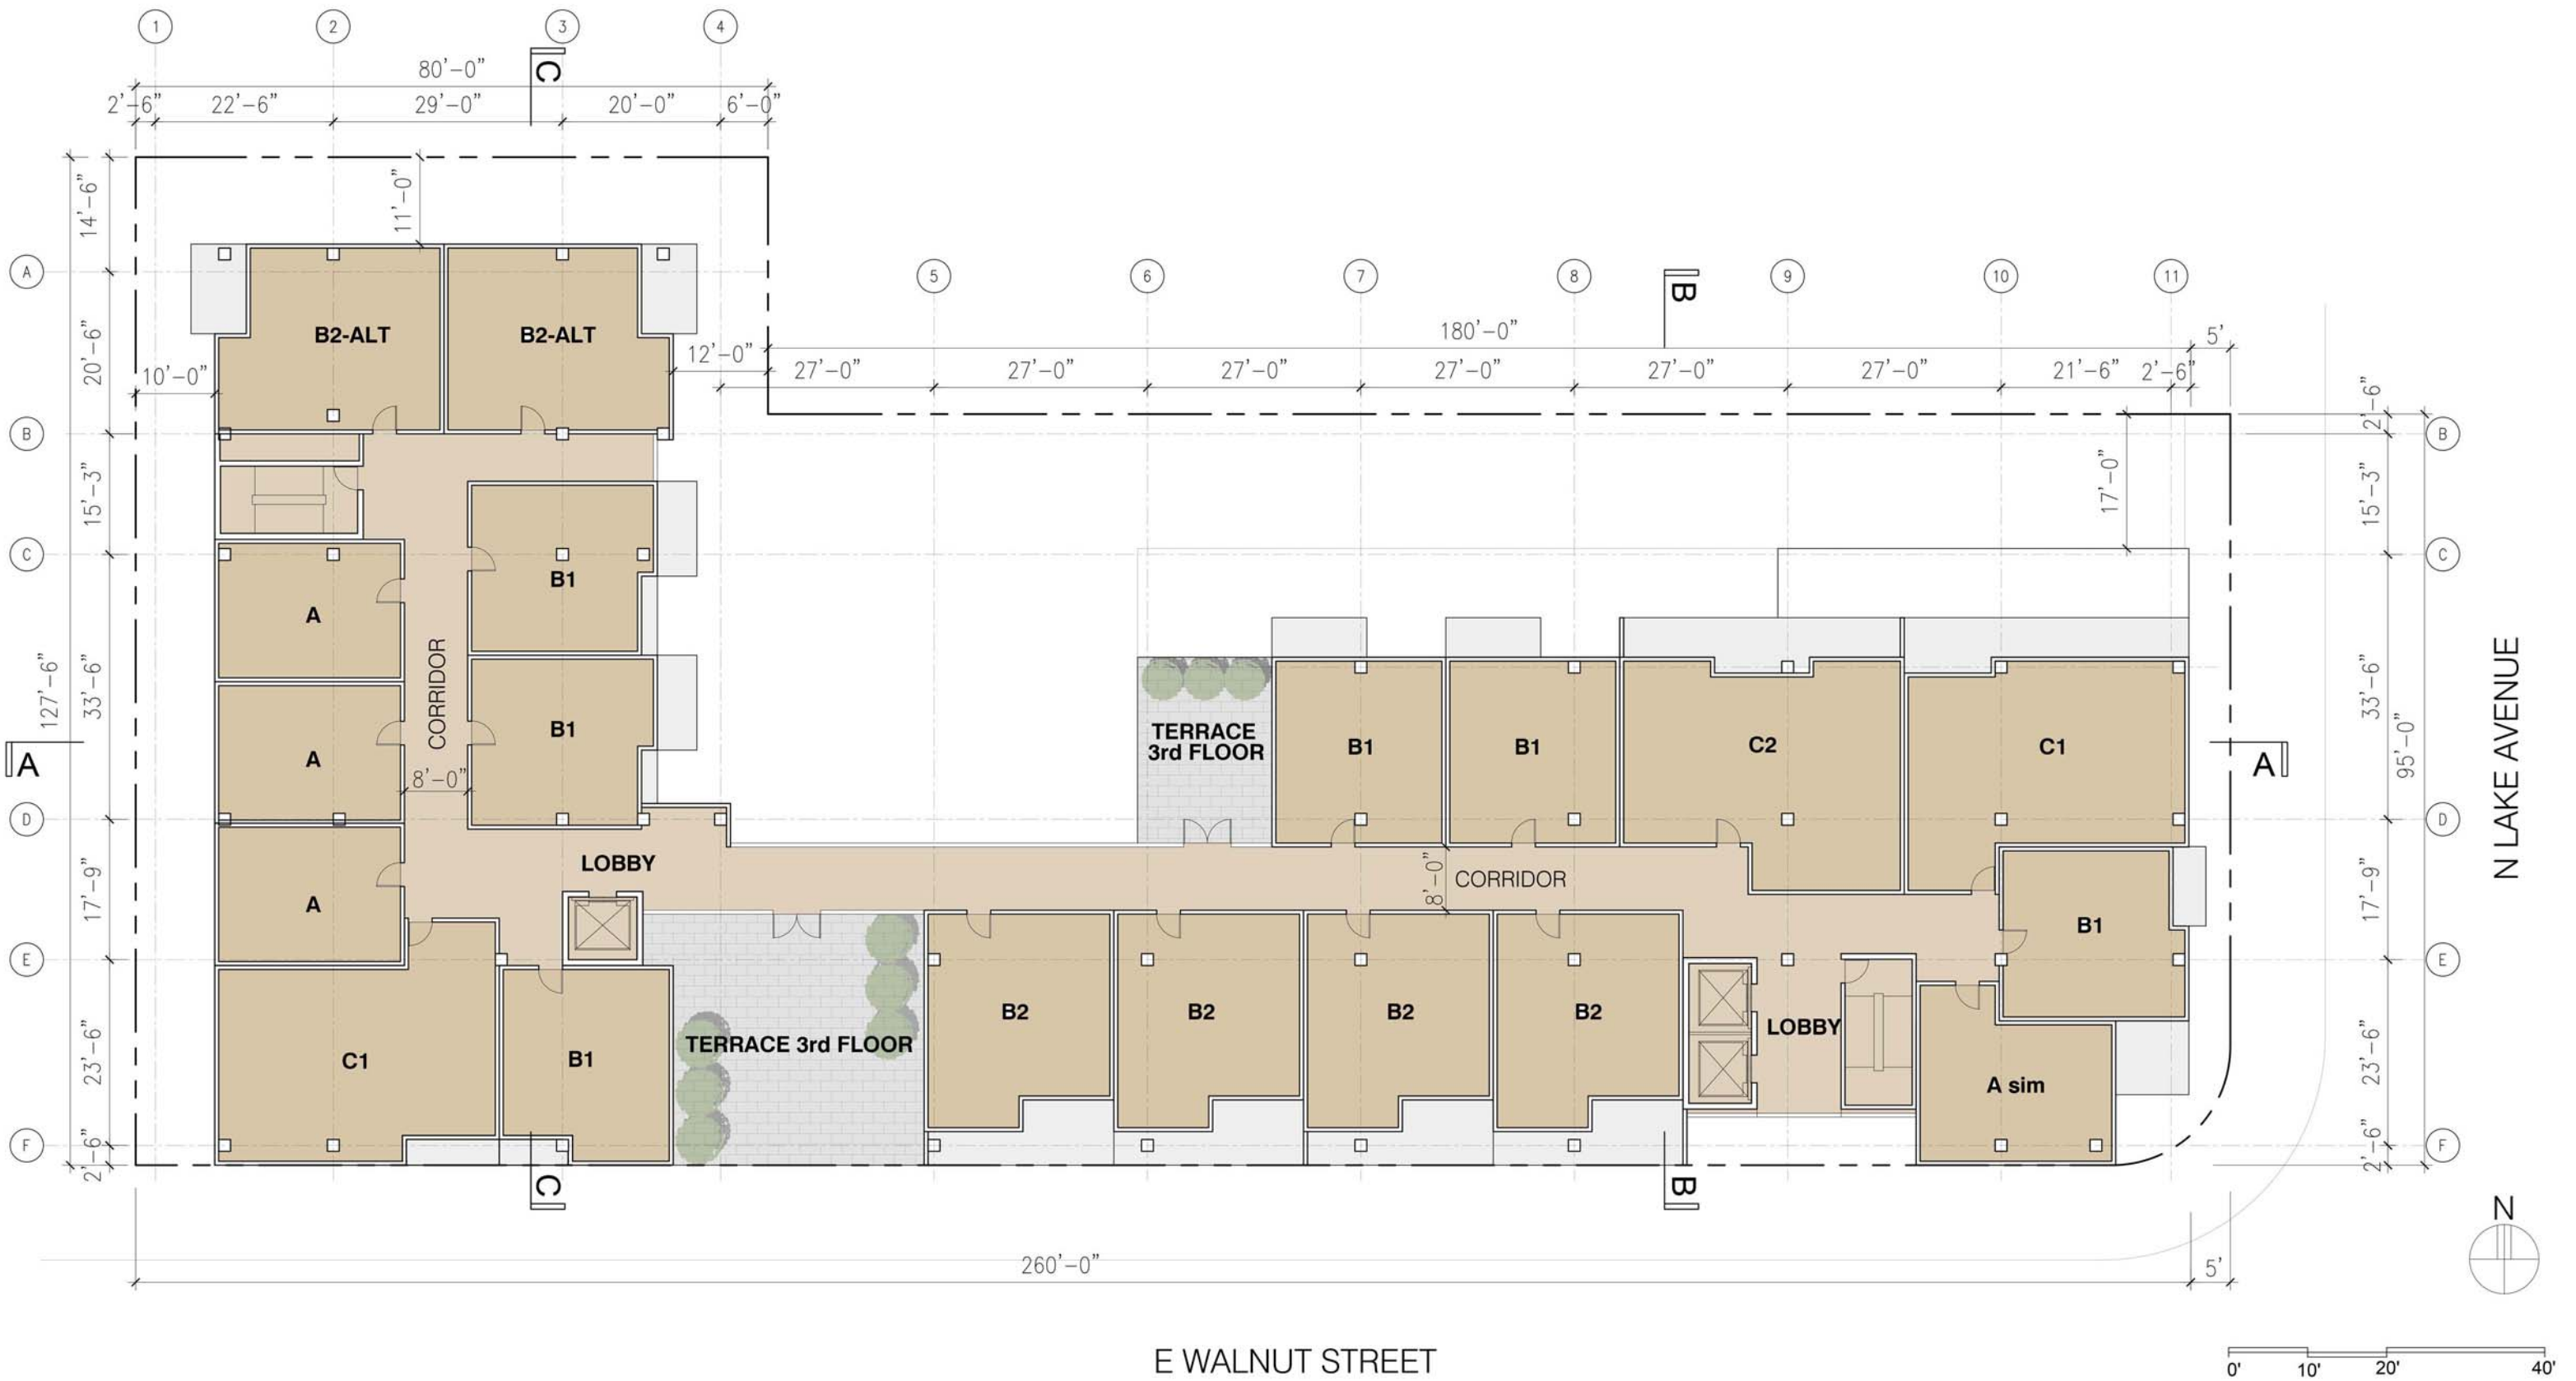 1 2 3 4
C
80'-0"
2'-6" 22'-6" 29'-0" 20'-0" 6'-0"
14'-6"
11'-0"
A
5 6 7 8 9 10 11
B
20'-6"
B2-ALT B2-ALT
180'-0" 5'
12'-0"
10'-0"
27'-0" 27'-0" 27'-0" 27'-0" 27'-0" 27'-0" 21'-6" 2'-6"
2'-6"
B B
15'-3"
17'-0"
15'-3"
C C
B1
A
CORRIDOR
127'-6"
33'-6"
B1
A
TERRACE
3rd FLOOR
B1 B1 C2 C1
33'-6"
95'-0"
N LAKE AVENUE
A A
8'-0"
D D
LOBBY
8'-0"
CORRIDOR
17'-9"
A
B1
17'-9"
E E
B2 B2 B2 B2
LOBBY
TERRACE 3rd FLOOR
23'-6"
C1 B1
A sim
23'-6"
F F
2'-6"
2'-6"
C B
N
260'-0" 5'
E WALNUT STREET
0' 10' 20' 40'